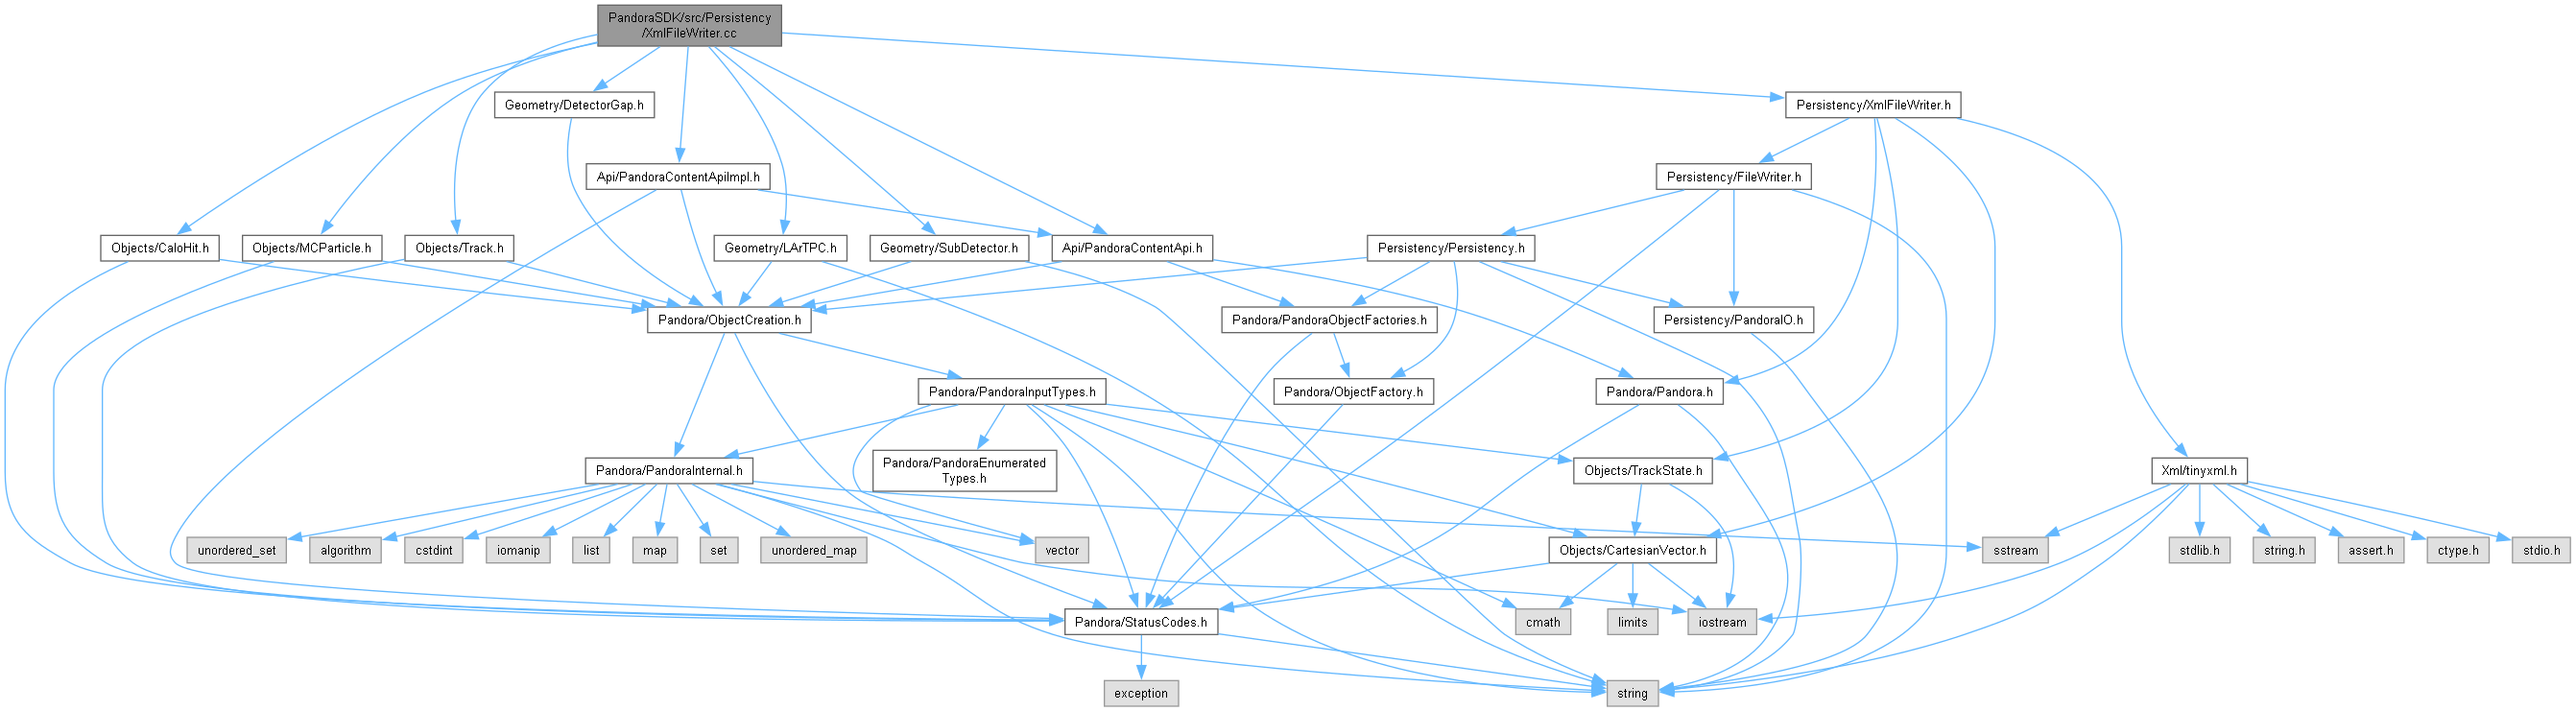 PandoraSDK/src/Persistency
/XmlFileWriter.cc
Geometry/DetectorGap.h
Persistency/XmlFileWriter.h
Api/PandoraContentApiImpl.h
Persistency/FileWriter.h
Objects/CaloHit.h
Objects/MCParticle.h
Objects/Track.h
Geometry/LArTPC.h
Geometry/SubDetector.h
Api/PandoraContentApi.h
Persistency/Persistency.h
Pandora/ObjectCreation.h
Pandora/PandoraObjectFactories.h
Persistency/PandoraIO.h
Pandora/PandoraInputTypes.h
Pandora/ObjectFactory.h
Pandora/Pandora.h
Pandora/PandoraInternal.h
Pandora/PandoraEnumerated
Types.h
Objects/TrackState.h
Xml/tinyxml.h
unordered_set
algorithm
cstdint
iomanip
list
map
set
unordered_map
vector
Objects/CartesianVector.h
sstream
stdlib.h
string.h
assert.h
ctype.h
stdio.h
Pandora/StatusCodes.h
cmath
limits
iostream
exception
string